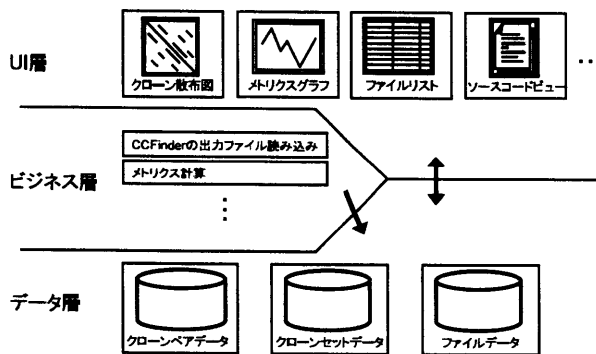 UI層
クローン散布図
メトリクスグラフ
ファイルリスト
ソースコードビュー
‥
ビジネス層
CCFinderの出力ファイル読み込み
メトリクス計算
⋮
データ層
クローンペアデータ
クローンセットデータ
ファイルデータ